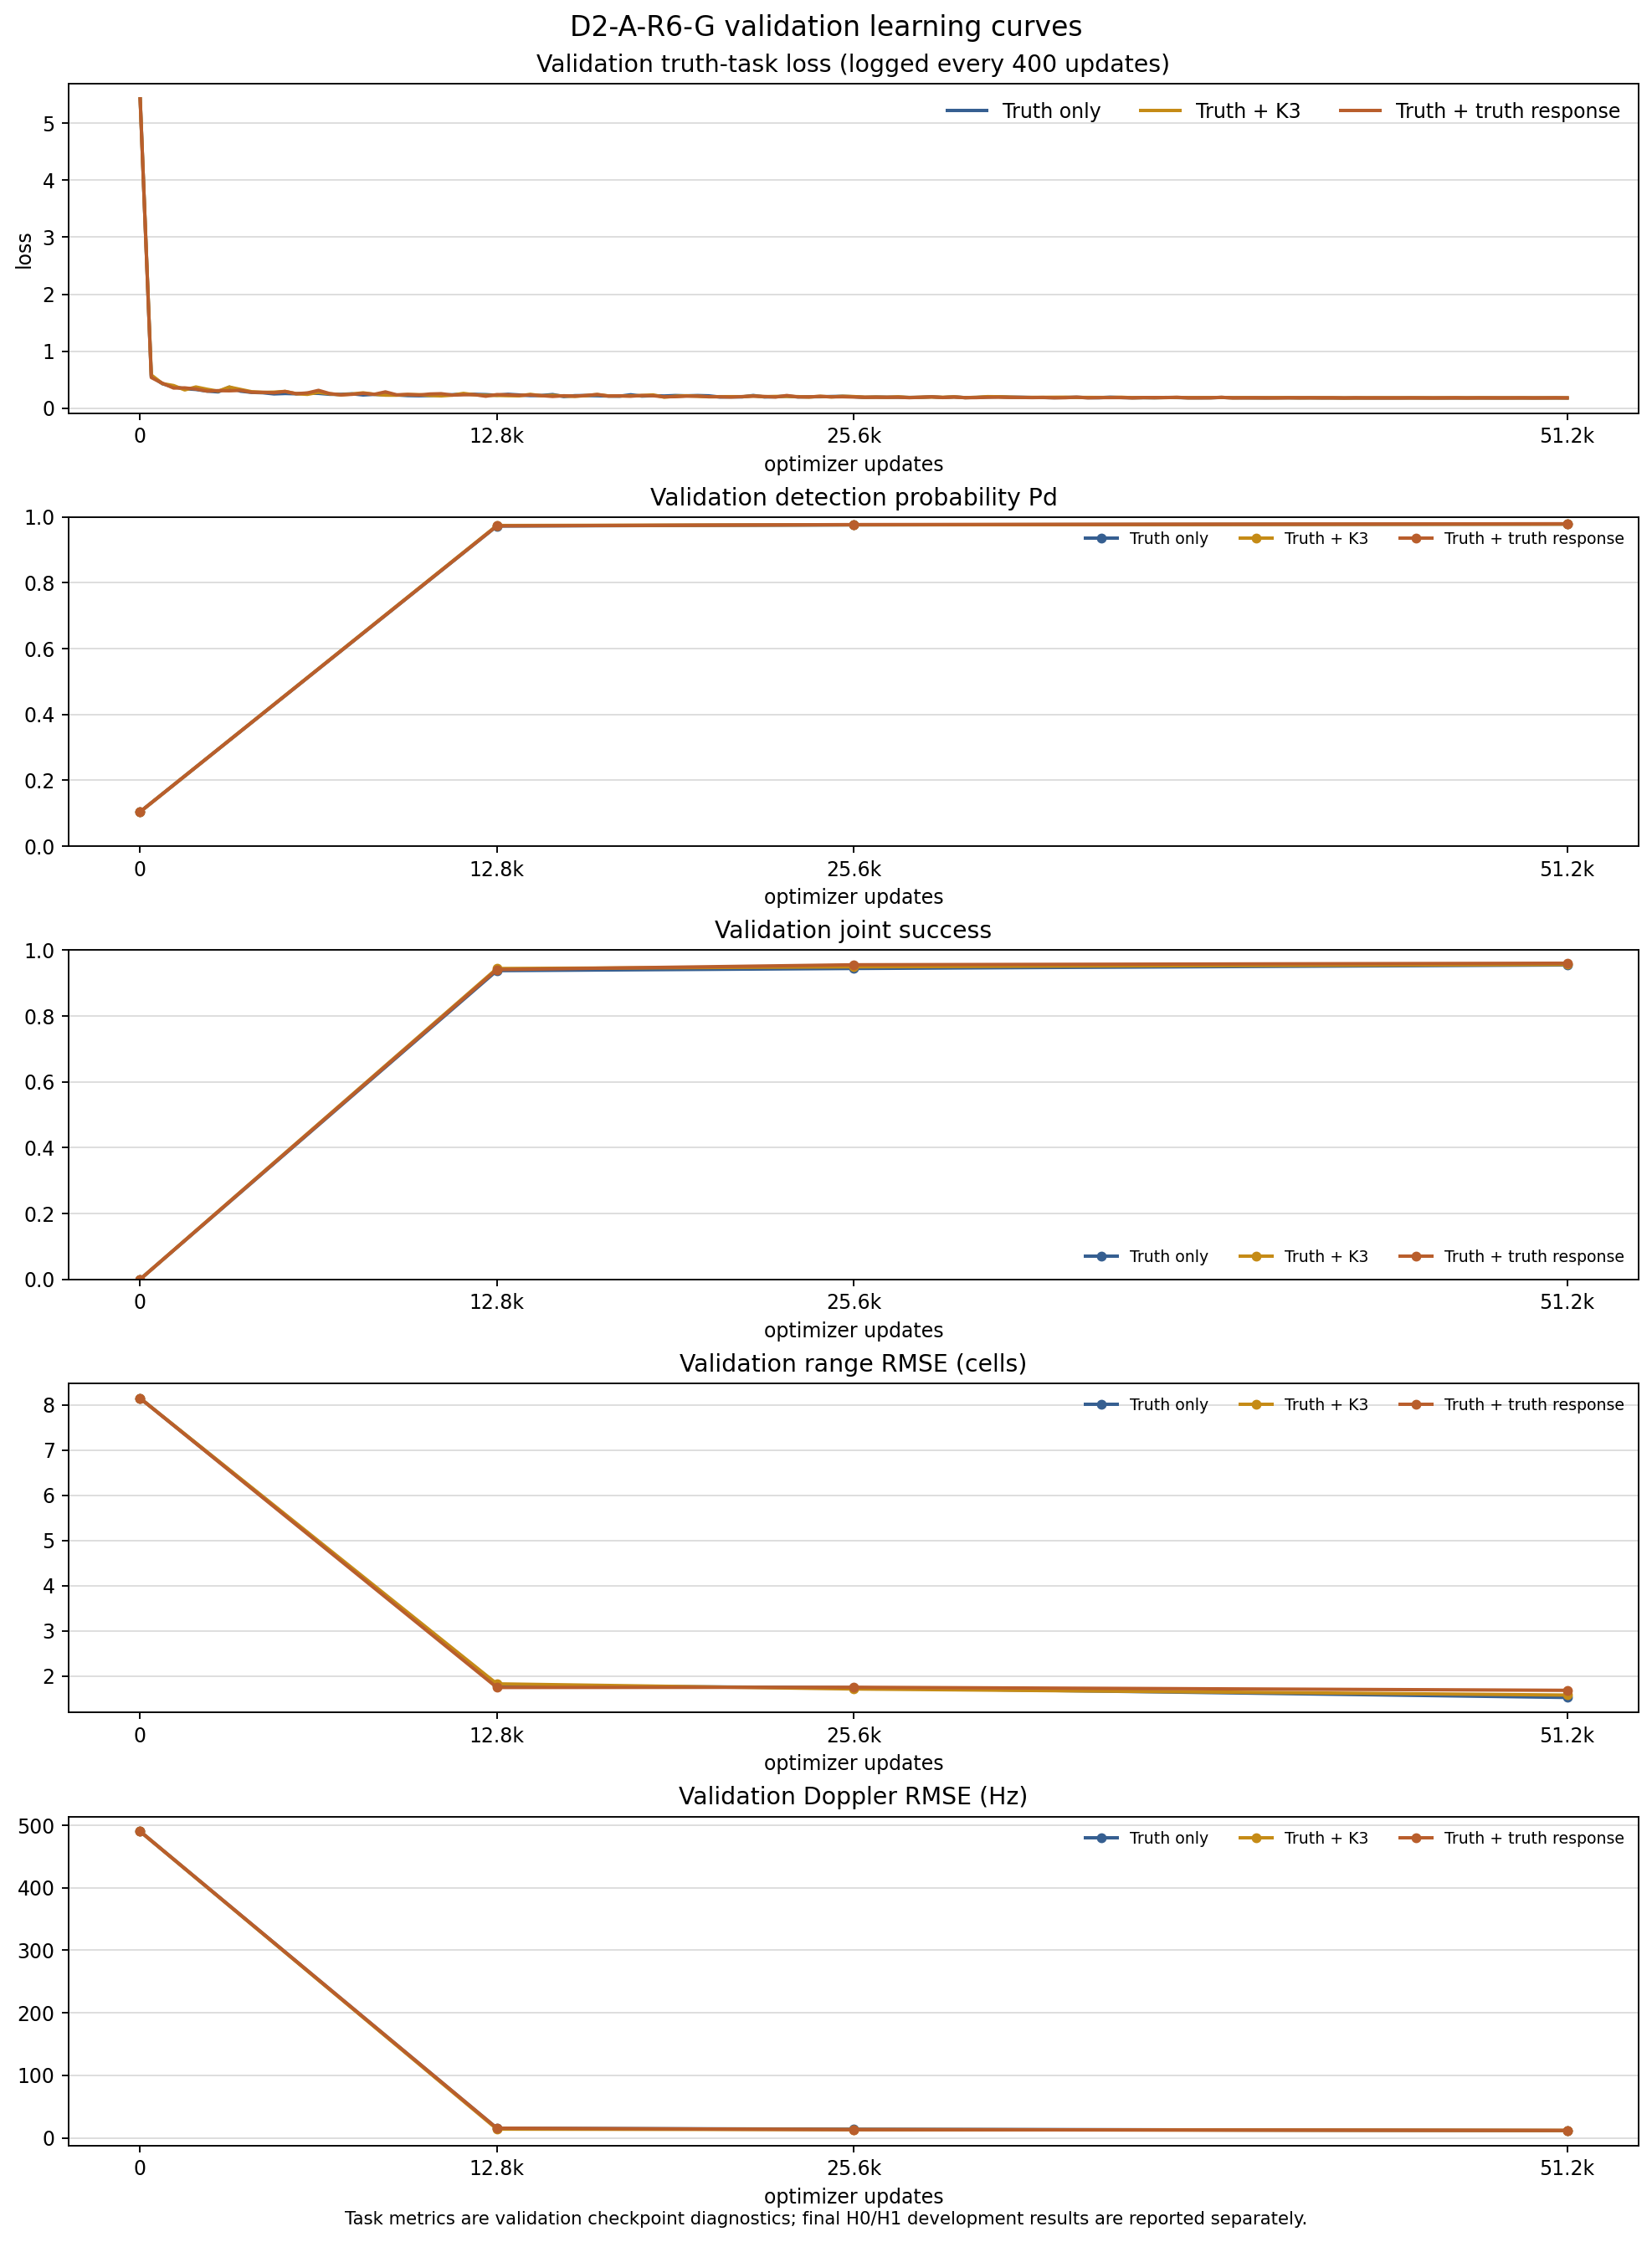 D2-A-R6-G validation learning curves
Validation truth-task loss (logged every 400 updates)
Truth only Truth + K3 Truth + truth response
loss
5
4
3
2
1
0
0 12.8k 25.6k 51.2k
optimizer updates
Validation detection probability Pd
Truth only Truth + K3 Truth + truth response
1.0
0.8
0.6
0.4
0.2
0.0
0 12.8k 25.6k 51.2k
optimizer updates
Validation joint success
1.0
0.8
0.6
0.4
0.2
0.0
Truth only Truth + K3 Truth + truth response
0 12.8k 25.6k 51.2k
optimizer updates
Validation range RMSE (cells)
Truth only Truth + K3 Truth + truth response
8
7
6
5
4
3
2
0 12.8k 25.6k 51.2k
optimizer updates
Validation Doppler RMSE (Hz)
Truth only Truth + K3 Truth + truth response
500
400
300
200
100
0
0 12.8k 25.6k 51.2k
optimizer updates
Task metrics are validation checkpoint diagnostics; final H0/H1 development results are reported separately.